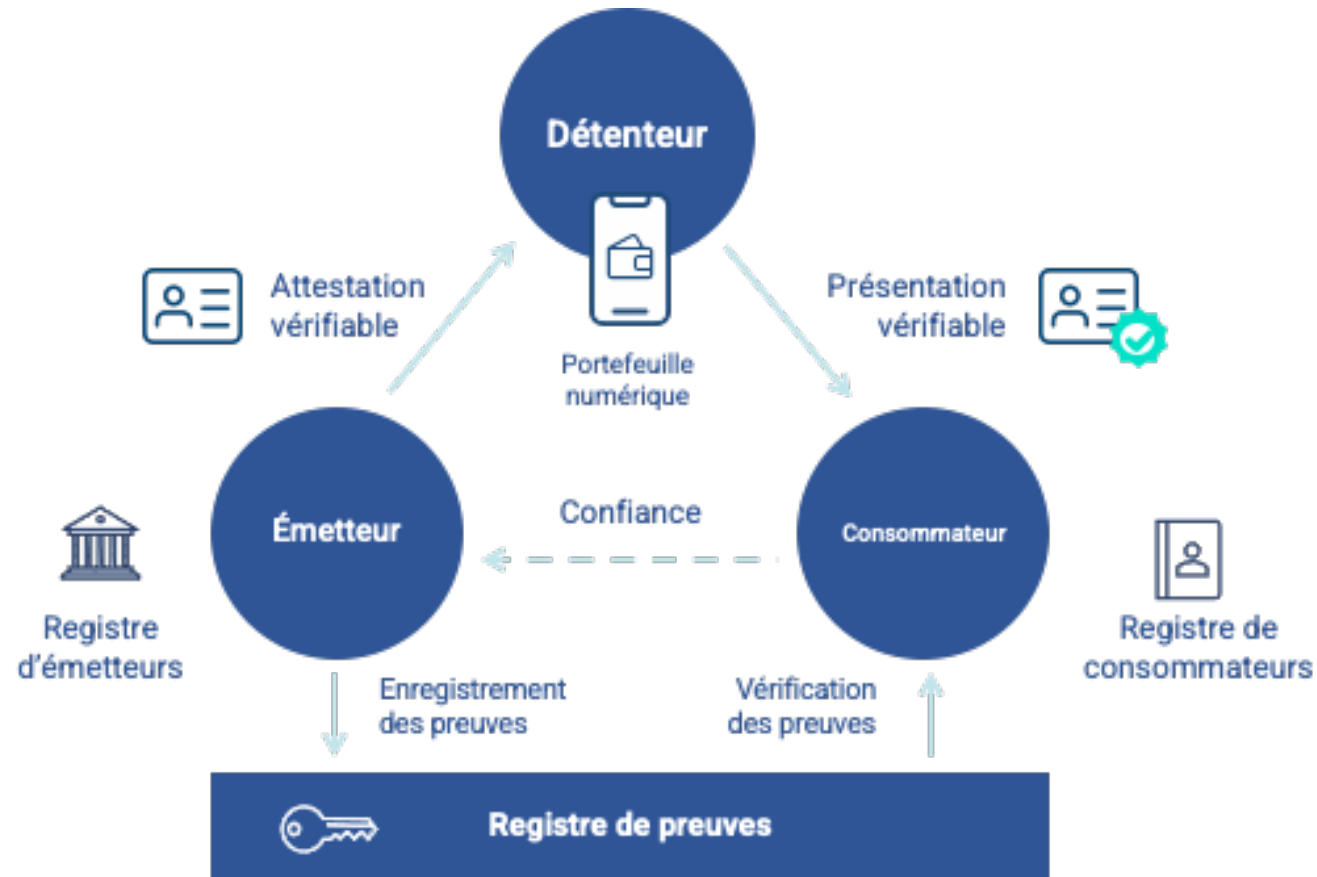 Détenteur
Attestation
vérifiable
Présentation
vérifiable
Portefeuille
numérique
Émetteur
Confiance
Consommateur
Registre
d'émetteurs
Registre de
consommateurs
Enregistrement
des preuves
Vérification
des preuves
Registre de preuves